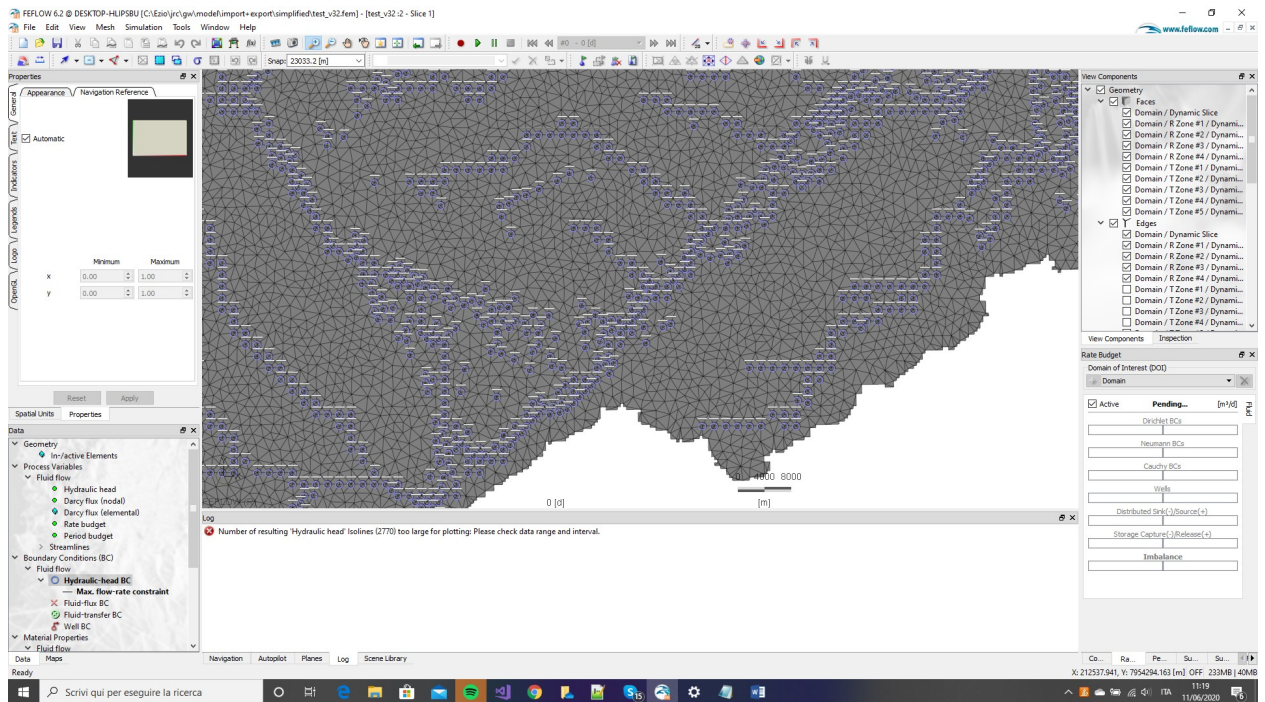 FEFLOW 6.2 @ DESKTOP-HLIPSBU [C:\Ezio\jrc\gw\model\import+export\simplified\test_v32.fem] - [test_v32 :2 - Slice 1]
File Edit View Mesh Simulation Tools Window Help
www.feflow.com
#0 - 0 [d]
Snap: 23033.2 [m]
Properties
Appearance Navigation Reference
General
Text
Indicators
Legends
Logo
OpenGL
Automatic
Minimum Maximum
x 0.00 1.00
y 0.00 1.00
Reset Apply
Spatial Units Properties
Data
Geometry
In-/active Elements
Process Variables
Fluid flow
Hydraulic head
Darcy flux (nodal)
Darcy flux (elemental)
Rate budget
Period budget
Streamlines
Boundary Conditions (BC)
Fluid flow
Hydraulic-head BC
Max. flow-rate constraint
Fluid-flux BC
Fluid-transfer BC
Well BC
Material Properties
Fluid flow
Data Maps
Ready
4000 8000
0 [d] [m]
Log
Number of resulting 'Hydraulic head' Isolines (2770) too large for plotting: Please check data range and interval.
Navigation Autopilot Planes Log Scene Library
View Components
Geometry
Faces
Domain / Dynamic Slice
Domain / R Zone #1 / Dynami...
Domain / R Zone #2 / Dynami...
Domain / R Zone #3 / Dynami...
Domain / R Zone #4 / Dynami...
Domain / T Zone #1 / Dynami...
Domain / T Zone #2 / Dynami...
Domain / T Zone #3 / Dynami...
Domain / T Zone #4 / Dynami...
Domain / T Zone #5 / Dynami...
Edges
Domain / Dynamic Slice
Domain / R Zone #1 / Dynami...
Domain / R Zone #2 / Dynami...
Domain / R Zone #3 / Dynami...
Domain / R Zone #4 / Dynami...
Domain / T Zone #1 / Dynami...
Domain / T Zone #2 / Dynami...
Domain / T Zone #3 / Dynami...
Domain / T Zone #4 / Dynami...
View Components Inspection
Rate Budget
Domain of Interest (DOI)
Domain
Active Pending... [m³/d]
Fluid
Dirichlet BCs
Neumann BCs
Cauchy BCs
Wells
Distributed Sink(-)/Source(+)
Storage Capture(-)/Release(+)
Imbalance
Co... Ra... Pe... Su... Su...
X: 212537.941, Y: 7954294.163 [m] OFF 233MB | 40MB
Scrivi qui per eseguire la ricerca
ITA
11:19
11/06/2020